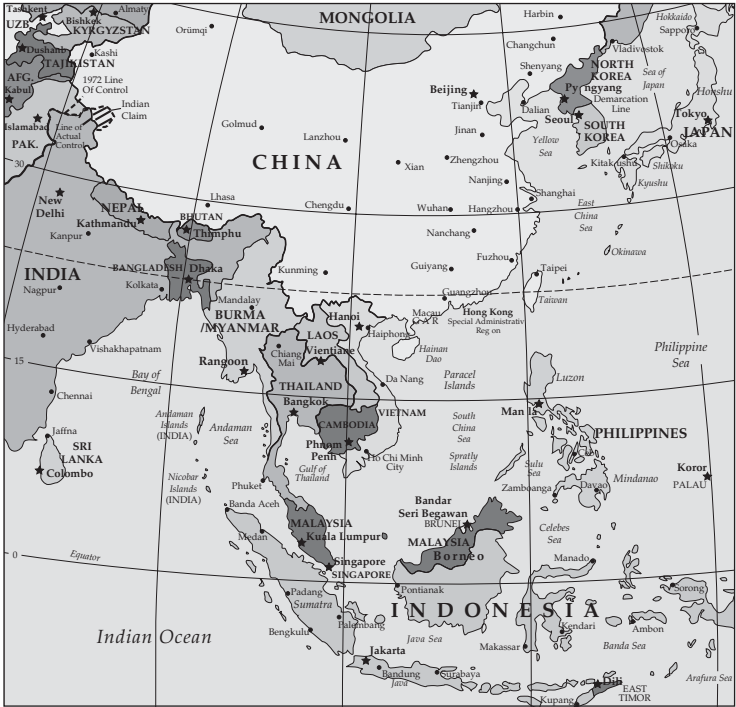 Tashkent
Almaty
Bishkek
UZB.
KYRGYZSTAN
Örümqi
MONGOLIA
Harbin
Hokkaido
Sapporo
Changchun
Vladivostok
Dushanb
Kashi
TAJIKISTAN
AFG.
Kabul
1972 Line
Of Control
Shenyang
NORTH
KOREA
Sea of
Japan
Beijing
Tianjin
Pyongyang
Demarcation
Line
Honshu
Dalian
Indian
Claim
Islamabad
Line of
Actual
Control
PAK.
Golmud
Lanzhou
Jinan
Seoul
SOUTH
KOREA
Tokyo
JAPAN
Yellow
Sea
Osaka
30
CHINA
Xian
Zhengzhou
Kitak ushu
Shikoku
Kyushu
Nanjing
Shanghai
New
Delhi
NEPAL
Lhasa
Chengdu
Wuhan
Hangzhou
East
China
Sea
Kathmandu
BHUTAN
Thimphu
Kanpur
Nanchang
Okinawa
INDIA
BANGLADESH
Dhaka
Kunming
Guiyang
Fuzhou
Taipei
Nagpur
Kolkata
Mandalay
Guangzhou
Taiwan
BURMA
/MYANMAR
Hanoi
Macau
G A R
Hong Kong
Special Administrativ
Reg on
Hyderabad
Haiphong
LAOS
Vientiane
Hainan
Dao
Vishakhapatnam
Chiang
Mai
Rangoon
Philippine
Sea
15
Bay of
Bengal
THAILAND
Da Nang
Paracel
Islands
Luzon
Chennai
Bangkok
Man la
Andaman
Islands
(INDIA)
Andaman
Sea
CAMBODIA
VIETNAM
South
China
Sea
Jaffna
PHILIPPINES
SRI
LANKA
Colombo
Phnom
Penh
Ho Chi Minh
City
Spratly
Islands
Sulu
Sea
Nicobar
Islands
(INDIA)
Gulf of
Thailand
Mindanao
Koror
PALAU
Phuket
Zamboanga
Davao
Banda Aceh
Bandar
Seri Begawan
BRUNEI
MALAYSIA
Kuala Lumpur
Medan
MALAYSIA
Borneo
Celebes
Sea
0
Equator
Singapore
SINGAPORE
Manado
Padang
Sumatra
Pontianak
Sorong
INDONESIA
Indian Ocean
Bengkulu
Palembang
Kendari
Ambon
Java Sea
Makassar
Banda Sea
Jakarta
Bandung
Java
Surabaya
Arafura Sea
Dili
EAST
TIMOR
Kupang